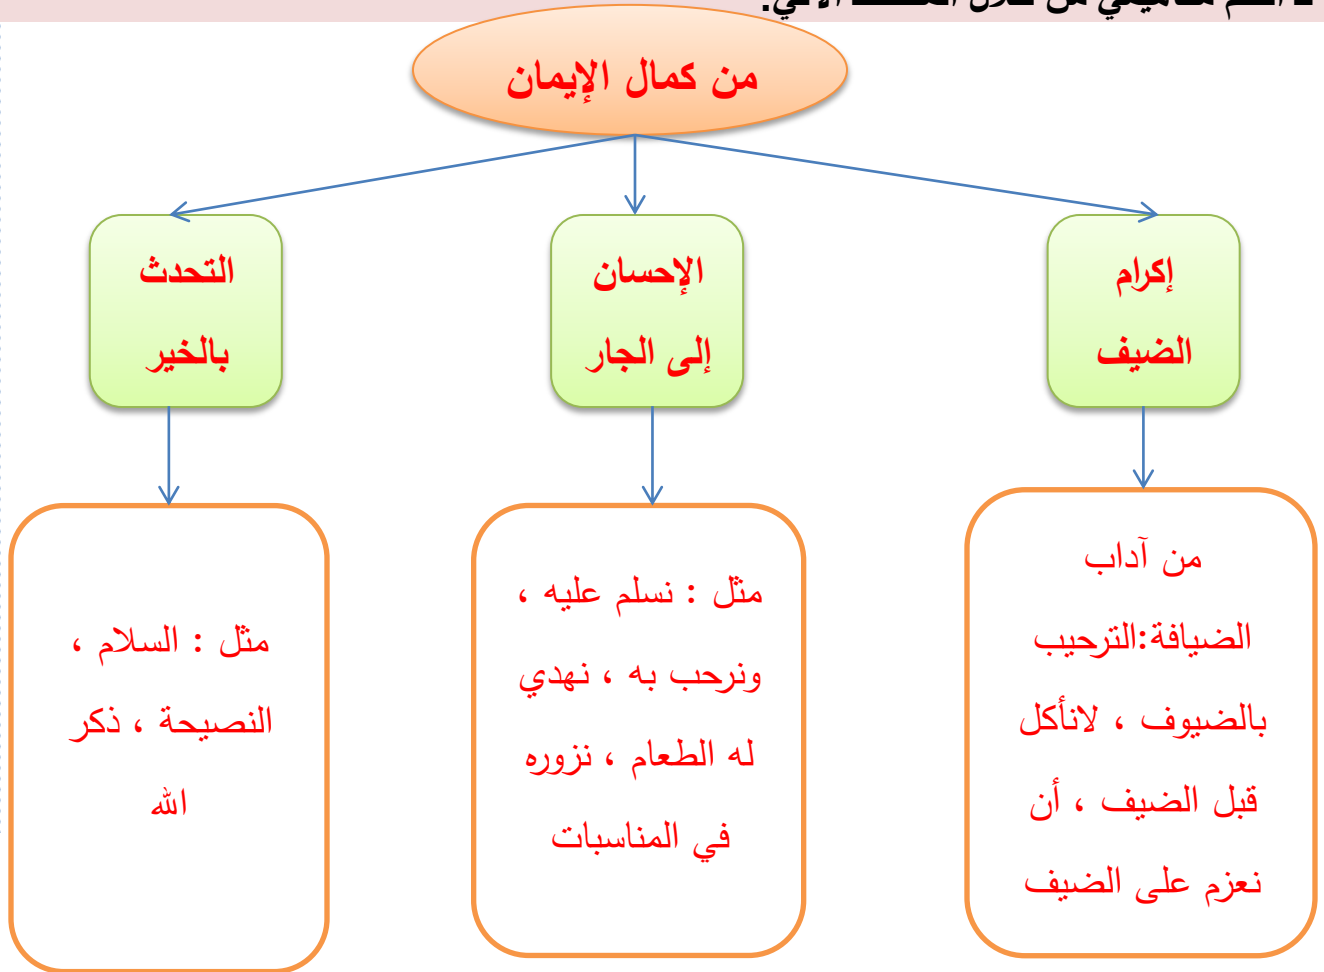 من كمال الإيمان
إكرام
الضيف
الإحسان
إلى الجار
التحدث
بالخير
من آداب
الضيافة:الترحيب
بالضيوف ، لانأكل
قبل الضيف ، أن
نعزم على الضيف
مثل : نسلم عليه ،
ونرحب به ، نهدي
له الطعام ، نزوره
في المناسبات
مثل : السلام ،
النصيحة ، ذكر
الله